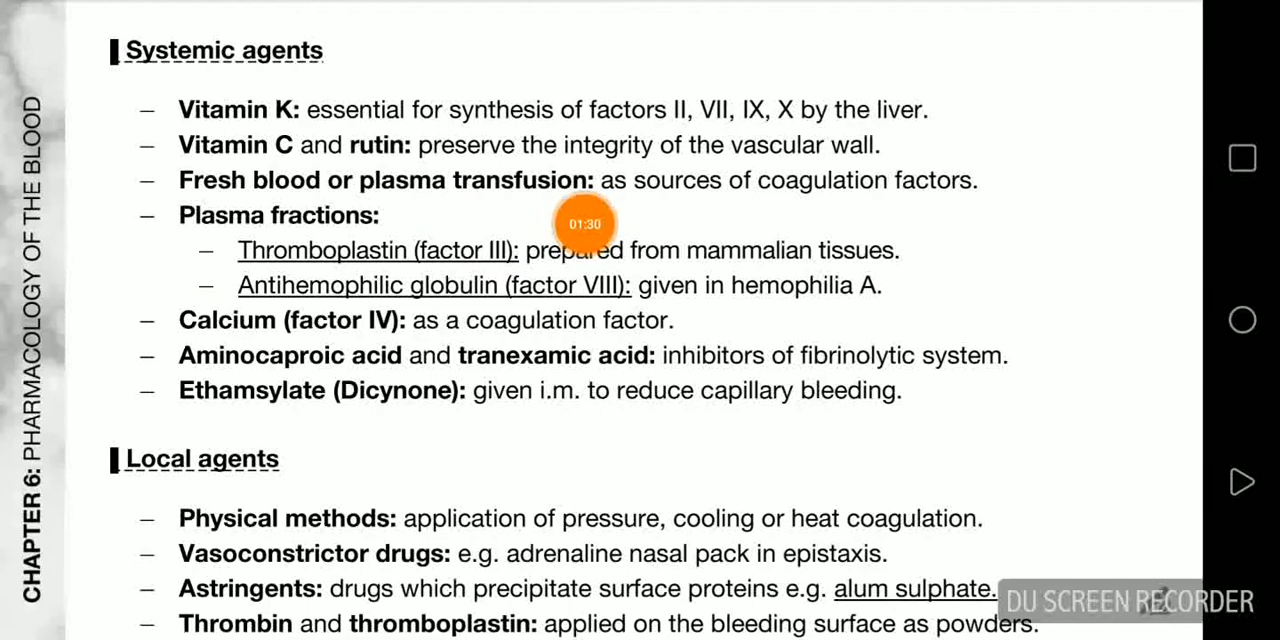 Systemic agents
– Vitamin K: essential for synthesis of factors II, VII, IX, X by the liver.
– Vitamin C and rutin: preserve the integrity of the vascular wall.
– Fresh blood or plasma transfusion: as sources of coagulation factors.
– Plasma fractions:
01:30
– Thromboplastin (factor III): prepared from mammalian tissues.
– Antihemophilic globulin (factor VIII): given in hemophilia A.
– Calcium (factor IV): as a coagulation factor.
– Aminocaproic acid and tranexamic acid: inhibitors of fibrinolytic system.
– Ethamsylate (Dicynone): given i.m. to reduce capillary bleeding.
Local agents
– Physical methods: application of pressure, cooling or heat coagulation.
– Vasoconstrictor drugs: e.g. adrenaline nasal pack in epistaxis.
– Astringents: drugs which precipitate surface proteins e.g. alum sulphate.
– Thrombin and thromboplastin: applied on the bleeding surface as powders.
CHAPTER 6: PHARMACOLOGY OF THE BLOOD
DU SCREEN RECORDER